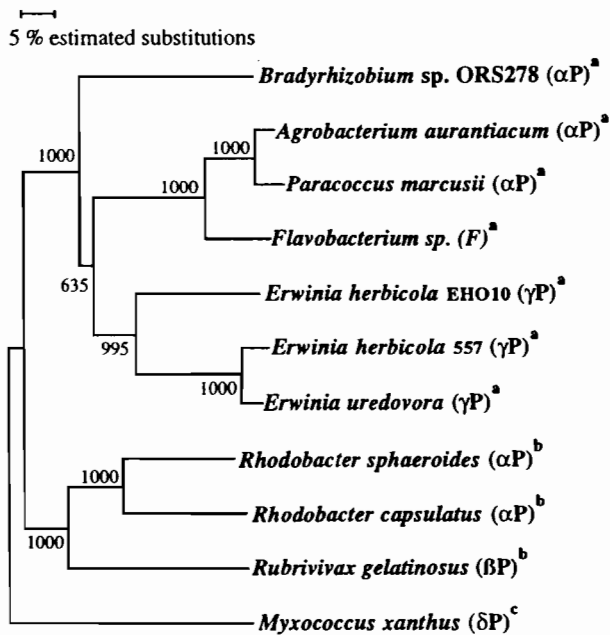 5 % estimated substitutions
Bradyrhizobium sp. ORS278 (αP)ᵃ
Agrobacterium aurantiacum (αP)ᵃ
1000
1000
Paracoccus marcusii (αP)ᵃ
Flavobacterium sp. (F)ᵃ
635
Erwinia herbicola EHO10 (γP)ᵃ
995
Erwinia herbicola 557 (γP)ᵃ
1000
Erwinia uredovora (γP)ᵃ
Rhodobacter sphaeroides (αP)ᵇ
1000
Rhodobacter capsulatus (αP)ᵇ
1000
Rubrivivax gelatinosus (ßP)ᵇ
Myxococcus xanthus (δP)ᶜ